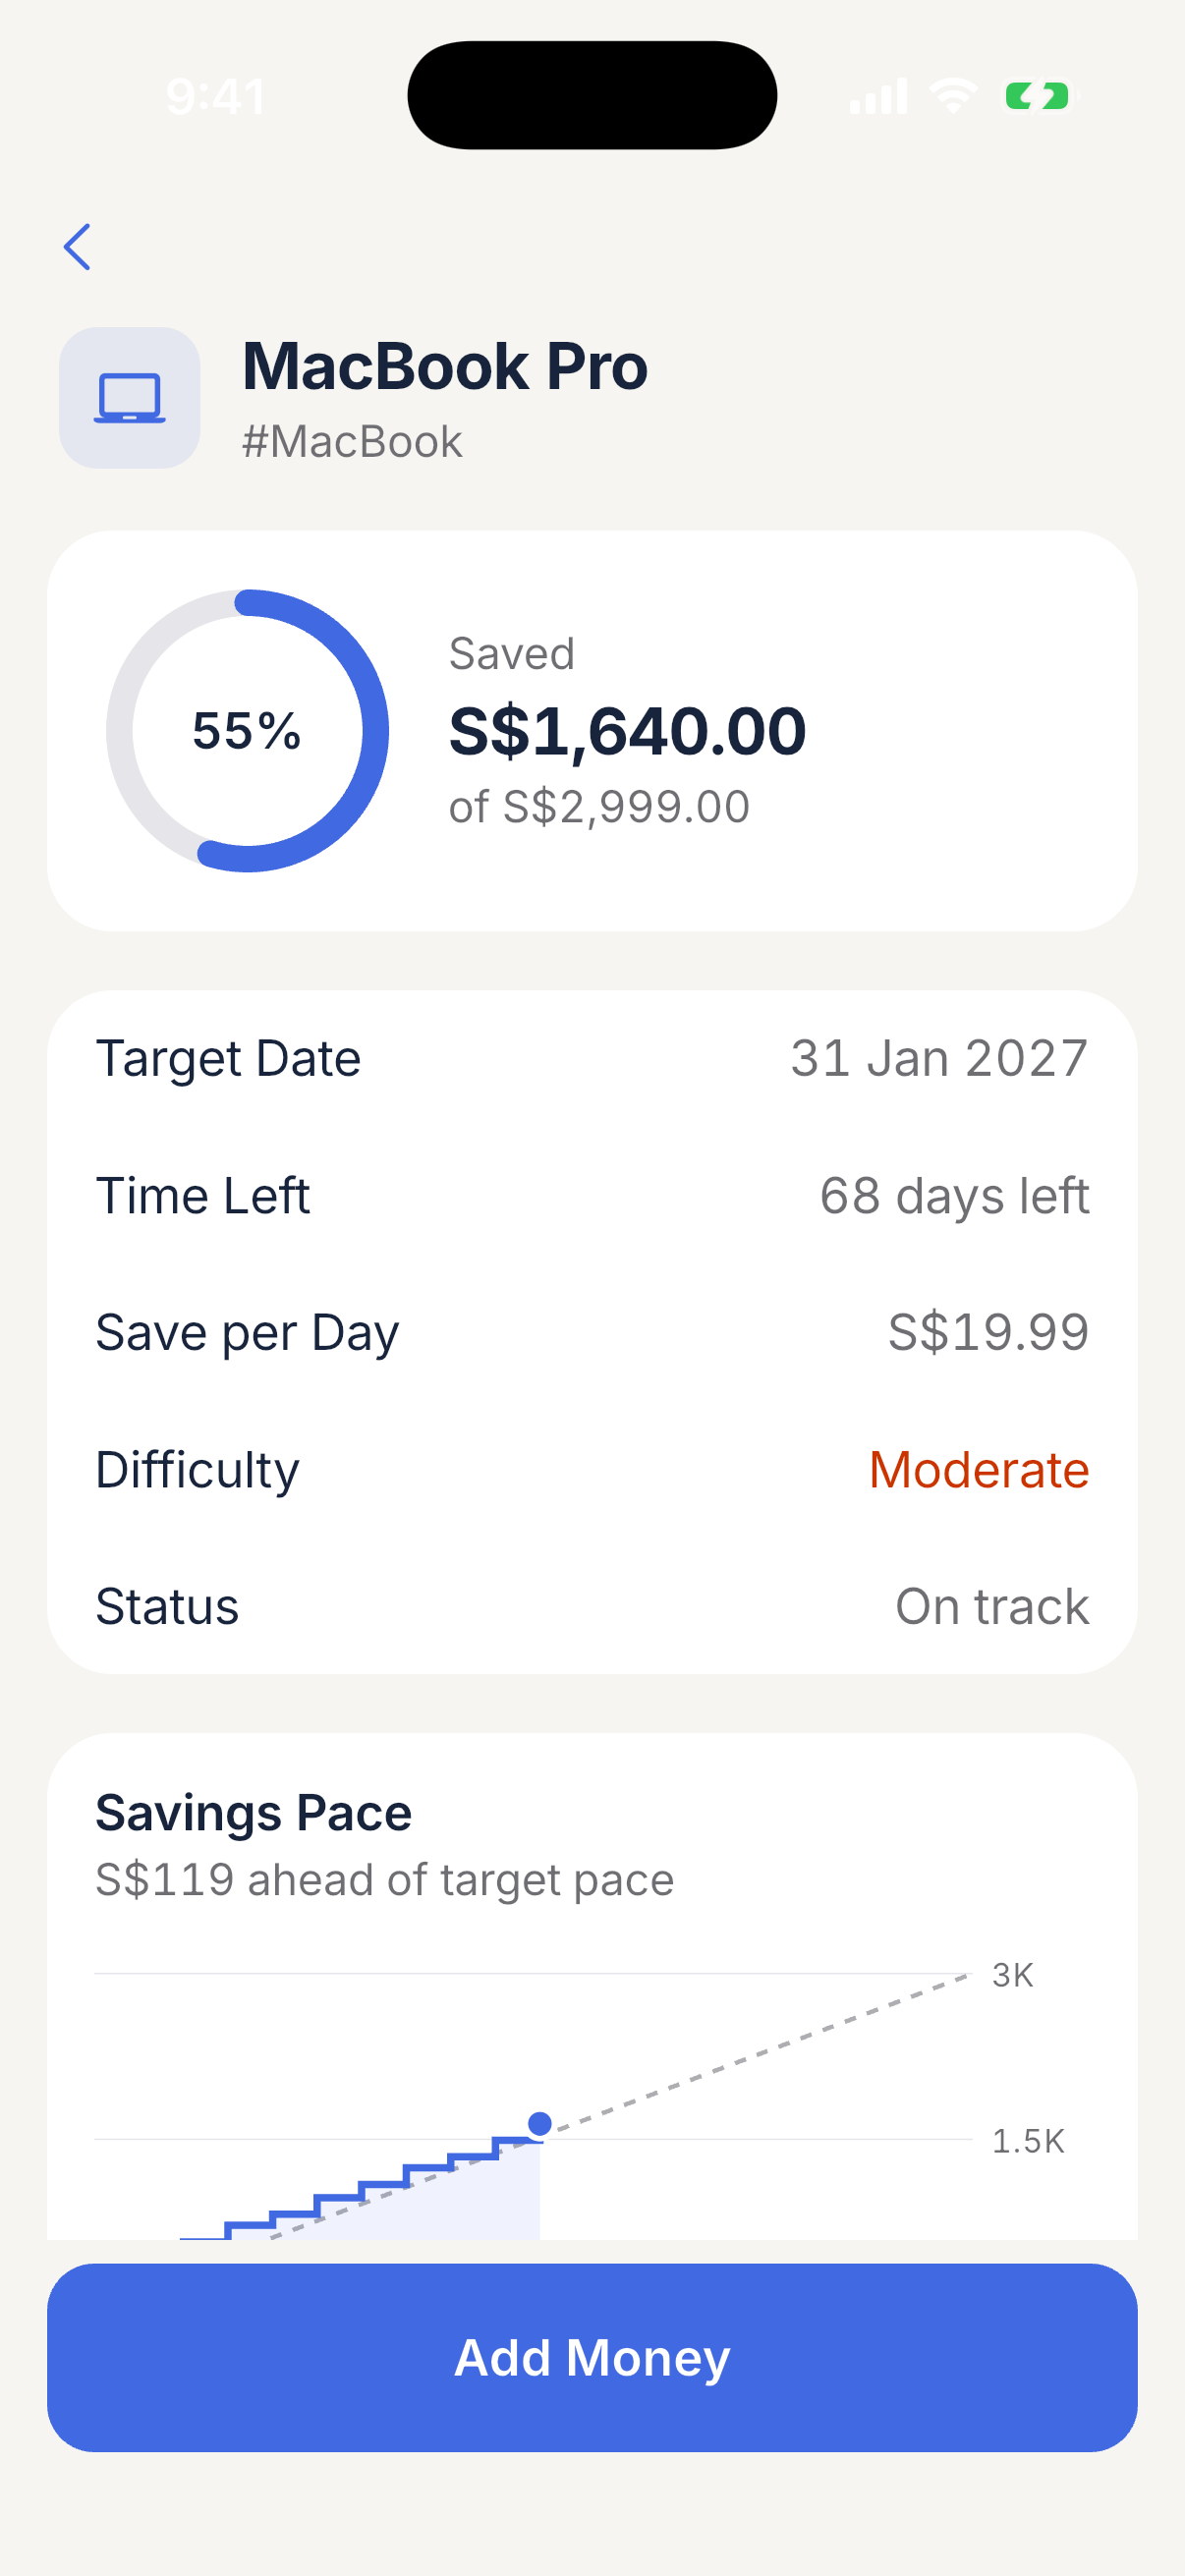 9:41
MacBook Pro
#MacBook
55%
Saved
S$1,640.00
of S$2,999.00
Target Date 31 Jan 2027
Time Left 68 days left
Save per Day S$19.99
Difficulty Moderate
Status On track
Savings Pace
S$119 ahead of target pace
3K
1.5K
Add Money